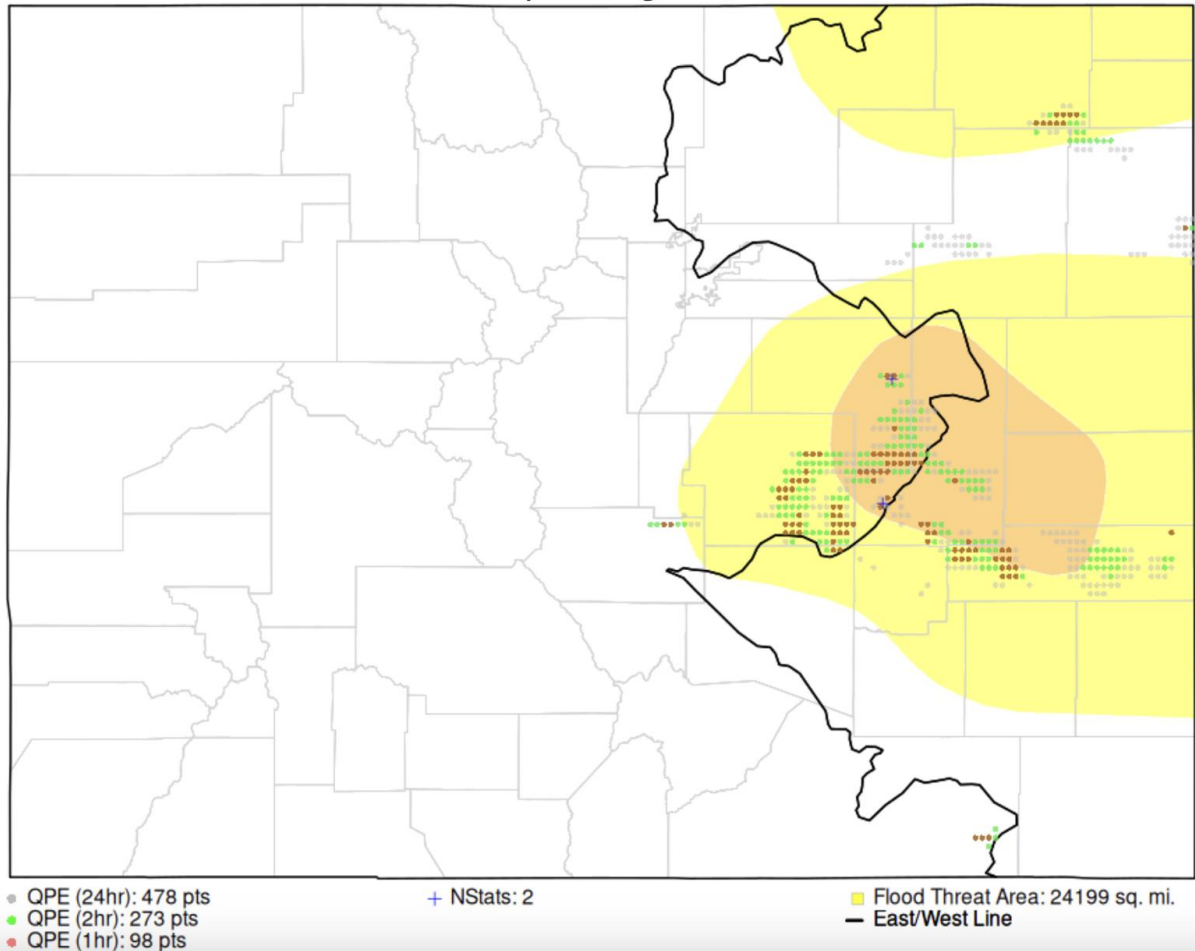 QPE (24hr): 478 pts
QPE (2hr): 273 pts
QPE (1hr): 98 pts
NStats: 2
Flood Threat Area: 24199 sq. mi.
East/West Line